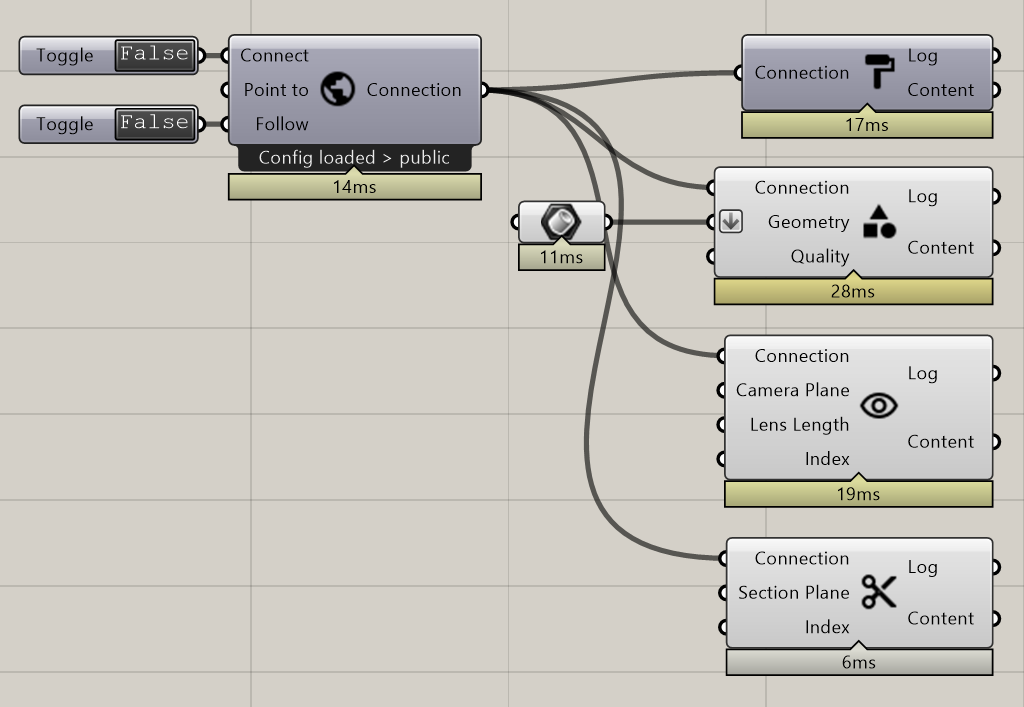 Toggle False
Connect
Point to
Connection
Toggle False
Follow
Config loaded > public
14ms
11ms
Connection
Log
Content
17ms
Connection
Log
Geometry
Content
Quality
28ms
Connection
Log
Camera Plane
Lens Length
Content
Index
19ms
Connection
Log
Section Plane
Content
Index
6ms